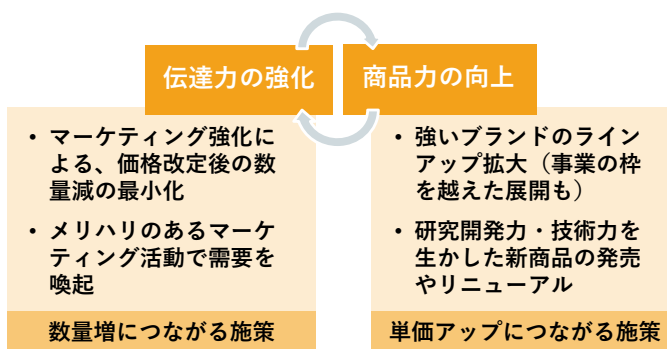 伝達力の強化
商品力の向上
• マーケティング強化に
よる、価格改定後の数
量減の最小化
• メリハリのあるマーケ
ティング活動で需要を
喚起
数量増につながる施策
• 強いブランドのライン
アップ拡大（事業の枠
を越えた展開も）
• 研究開発力・技術力を
生かした新商品の発売
やリニューアル
単価アップにつながる施策